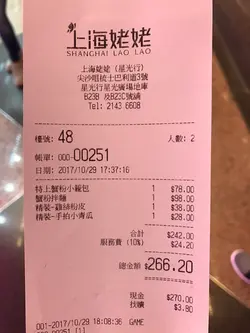 上海姥姥
SHANGHAI LAO LAO
上海姥姥 (星光行)
尖沙咀梳士巴利道3號
星光行星光廣場地庫
B23B 及B23C號舖
Tel: 2143 6608
檯號: 48 人數: 2
帳單: 000-00251
日期: 2017/10/29 17:37:16
特上蟹粉小籠包 1 $78.00
蟹粉拌麵 1 $98.00
精裝-雞絲粉皮 1 $38.00
精裝-手拍小青瓜 1 $28.00
合計 $242.00
服務費 (10%) $24.20
總金額 $266.20
現金 $270.00
找贖 $3.80
001-2017/10/29 18:08:36 GAME
000-00251 [1]